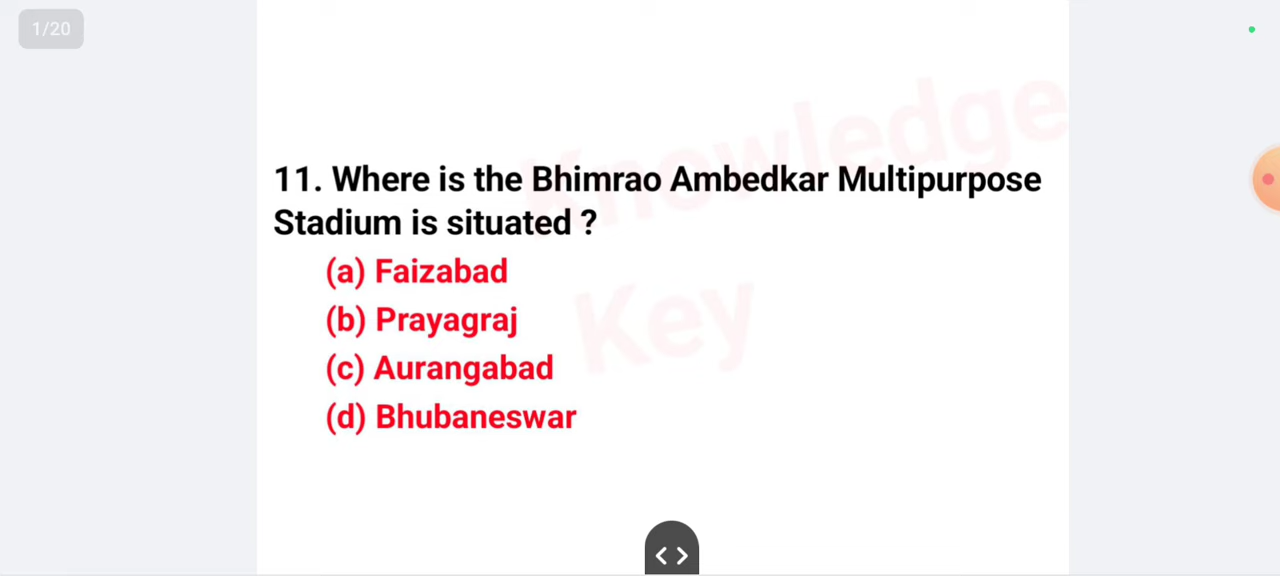 1/20
11. Where is the Bhimrao Ambedkar Multipurpose
Stadium is situated ?
(a) Faizabad
(b) Prayagraj
(c) Aurangabad
(d) Bhubaneswar
Knowledge
Key